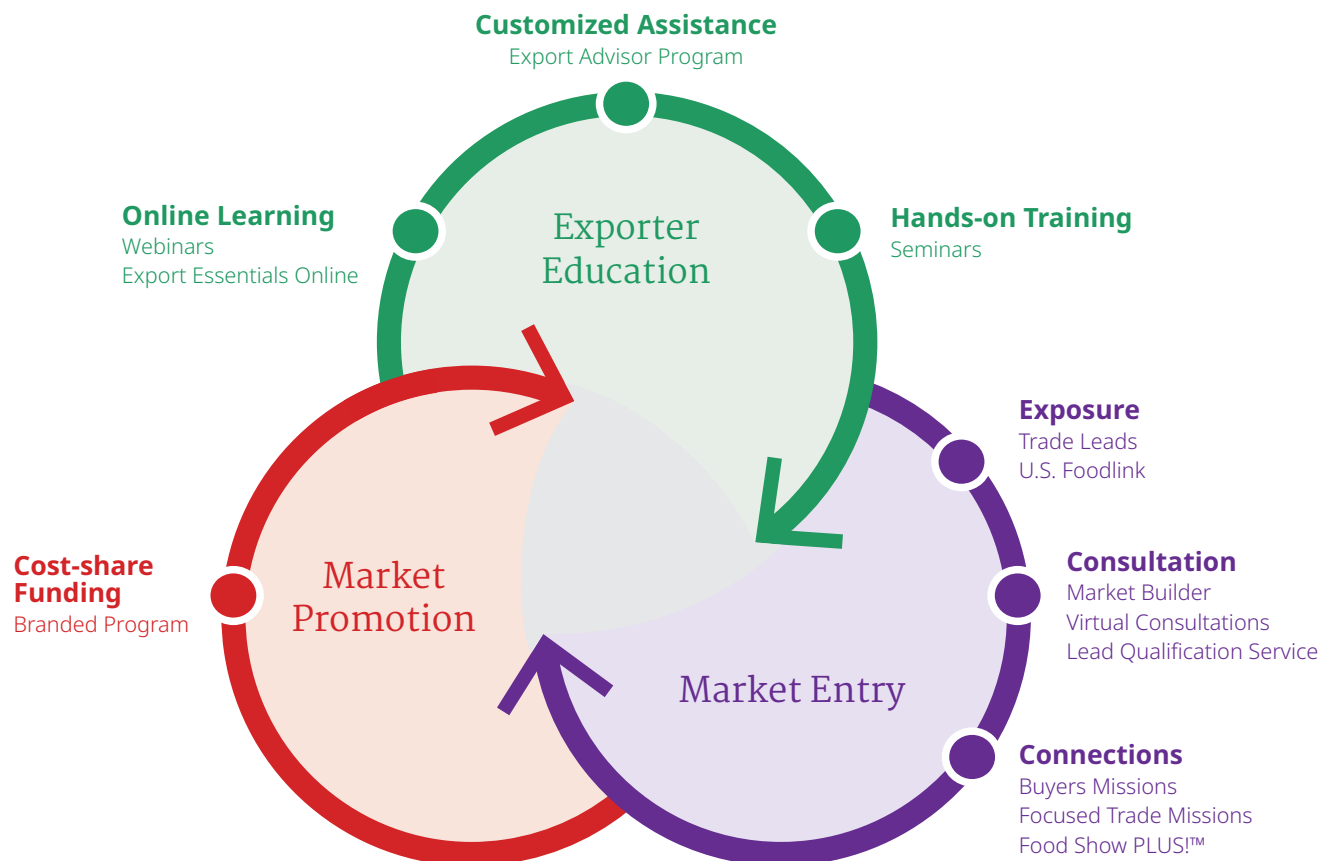 Customized Assistance
Export Advisor Program
Online Learning
Webinars
Export Essentials Online
Exporter
Education
Hands-on Training
Seminars
Exposure
Trade Leads
U.S. Foodlink
Cost-share
Funding
Branded Program
Market
Promotion
Consultation
Market Builder
Virtual Consultations
Lead Qualification Service
Market Entry
Connections
Buyers Missions
Focused Trade Missions
Food Show PLUS!™